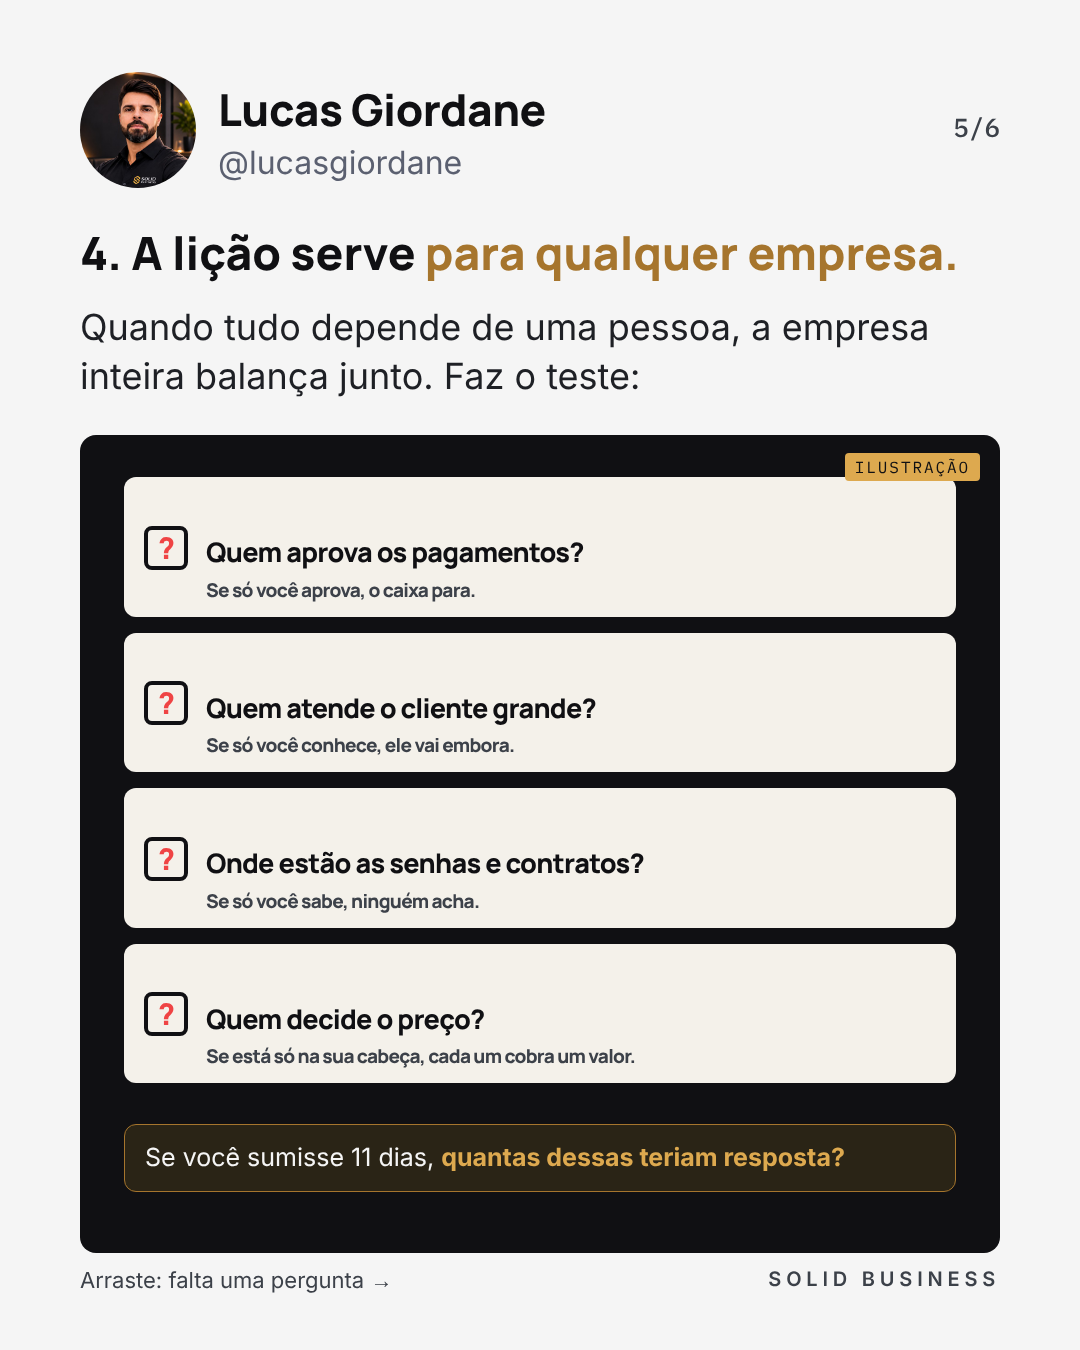 Lucas Giordane
@lucasgiordane
5/6
4. A lição serve para qualquer empresa.
Quando tudo depende de uma pessoa, a empresa
inteira balança junto. Faz o teste:
ILUSTRAÇÃO
? Quem aprova os pagamentos?
Se só você aprova, o caixa para.
? Quem atende o cliente grande?
Se só você conhece, ele vai embora.
? Onde estão as senhas e contratos?
Se só você sabe, ninguém acha.
? Quem decide o preço?
Se está só na sua cabeça, cada um cobra um valor.
Se você sumisse 11 dias, quantas dessas teriam resposta?
Arraste: falta uma pergunta →
SOLID BUSINESS